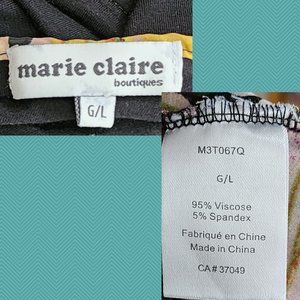 marie claire
boutiques
G/L
M3T067Q
G/L
95% Viscose
5% Spandex
Fabriqué en Chine
Made in China
CA# 37049